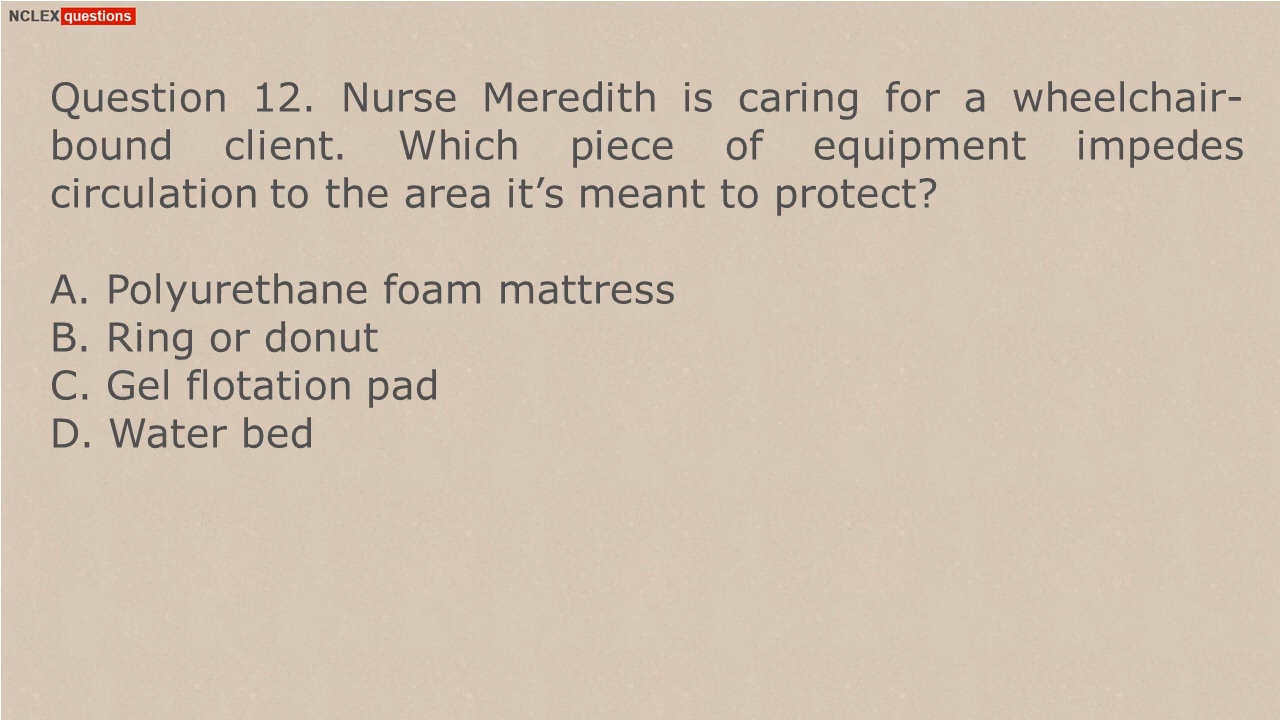 NCLEX questions
Question 12. Nurse Meredith is caring for a wheelchair-
bound client. Which piece of equipment impedes
circulation to the area it’s meant to protect?
A. Polyurethane foam mattress
B. Ring or donut
C. Gel flotation pad
D. Water bed